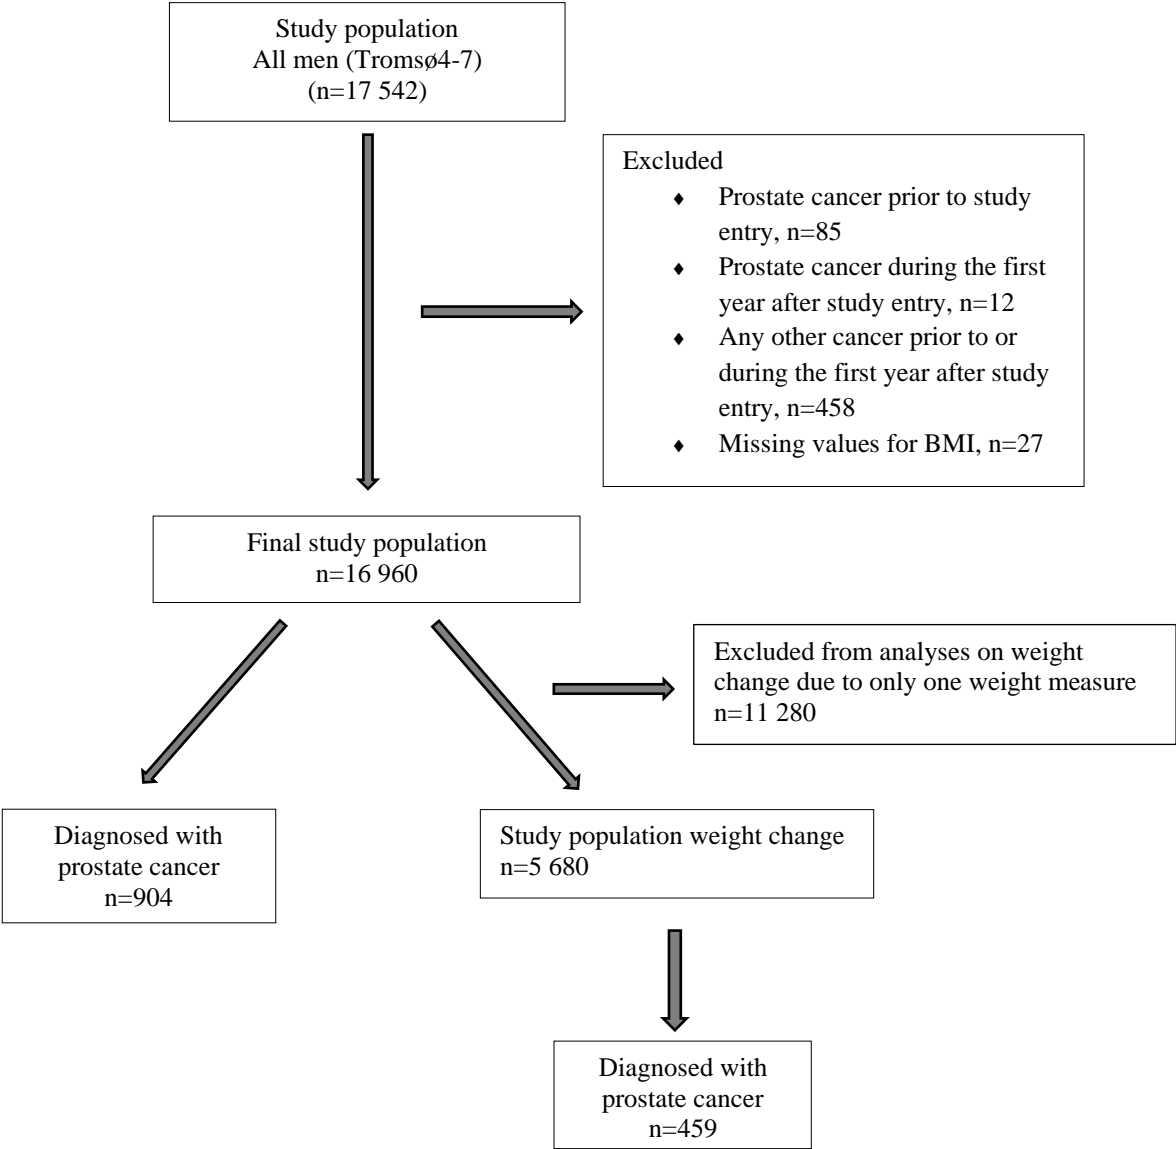 Study population
All men (Tromsø4-7)
(n=17 542)
Excluded
♦ Prostate cancer prior to study
entry, n=85
♦ Prostate cancer during the first
year after study entry, n=12
♦ Any other cancer prior to or
during the first year after study
entry, n=458
♦ Missing values for BMI, n=27
Final study population
n=16 960
Excluded from analyses on weight
change due to only one weight measure
n=11 280
Diagnosed with
prostate cancer
n=904
Study population weight change
n=5 680
Diagnosed with
prostate cancer
n=459